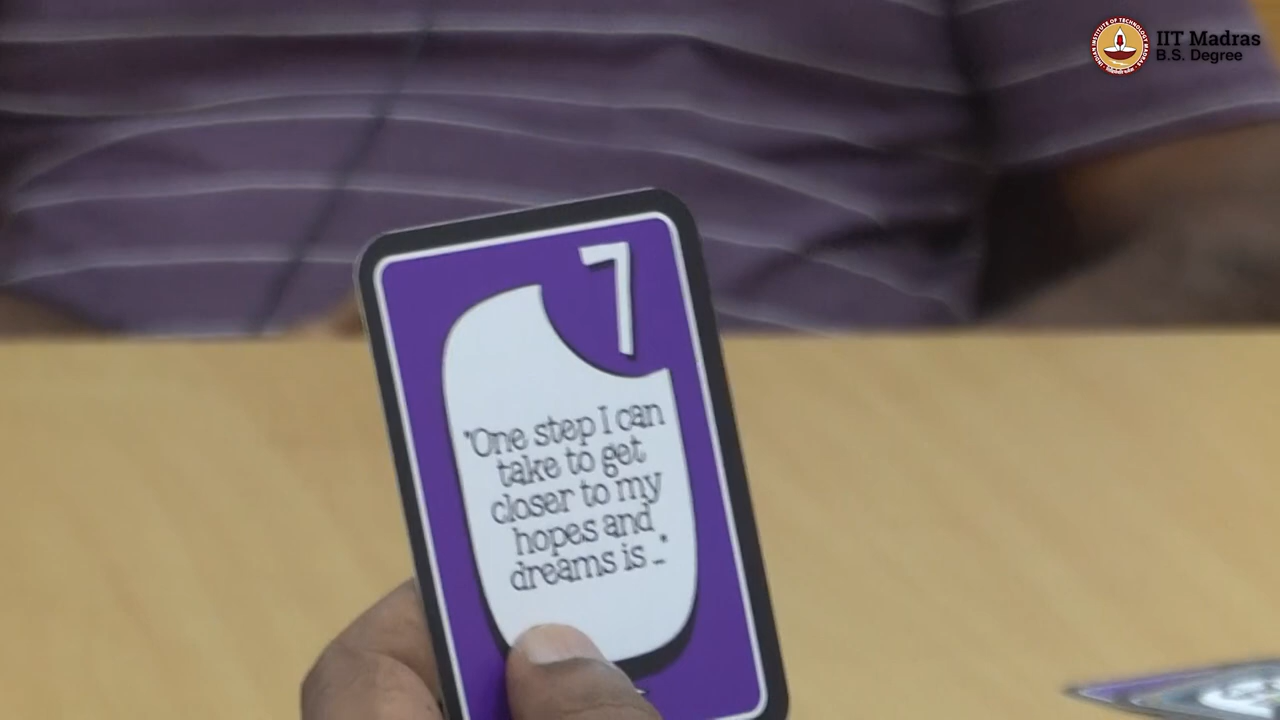 IIT Madras
B.S. Degree
7
"One step I can
take to get
closer to my
hopes and
dreams is ..."